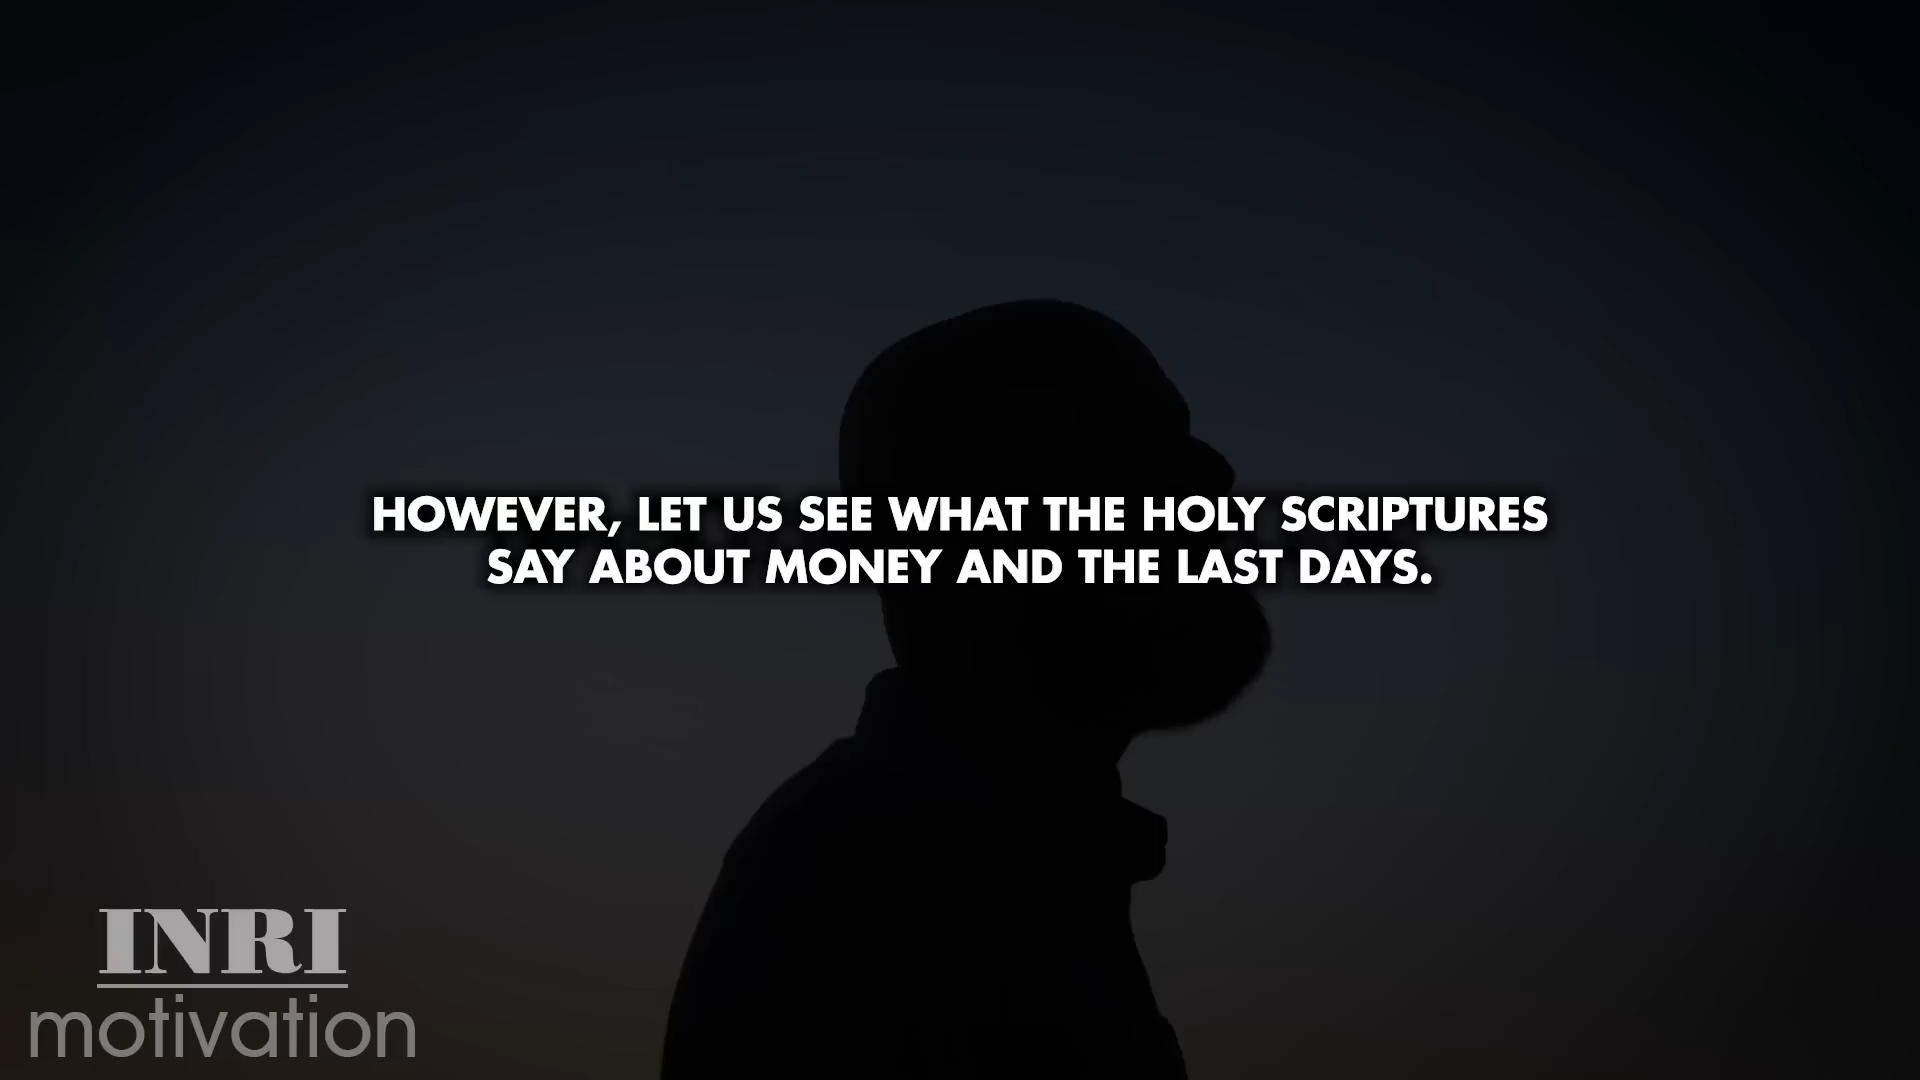 HOWEVER, LET US SEE WHAT THE HOLY SCRIPTURES
SAY ABOUT MONEY AND THE LAST DAYS.
INRI
motivation